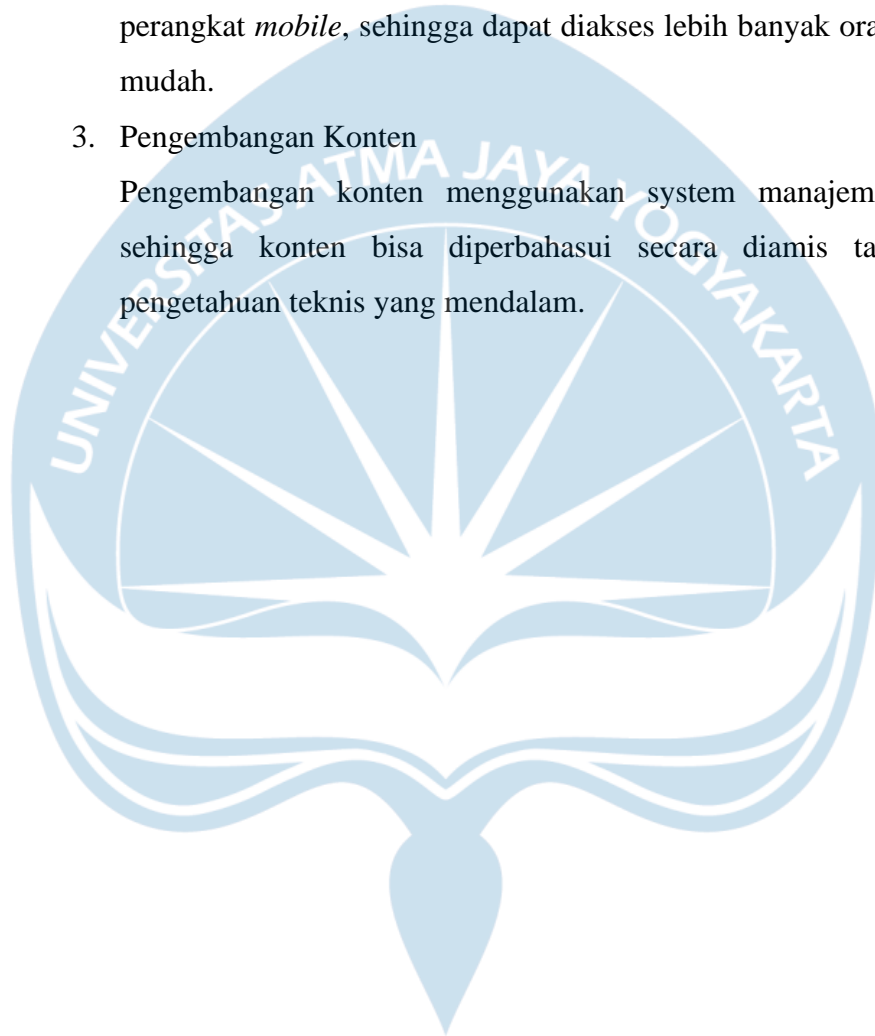 perangkat mobile, sehingga dapat diakses lebih banyak ora
mudah.
3. Pengembangan Konten
Pengembangan konten menggunakan system manajem
sehingga konten bisa diperbahasui secara diamis ta
pengetahuan teknis yang mendalam.
UNIVERSITAS ATMA JAYA YOGYAKARTA